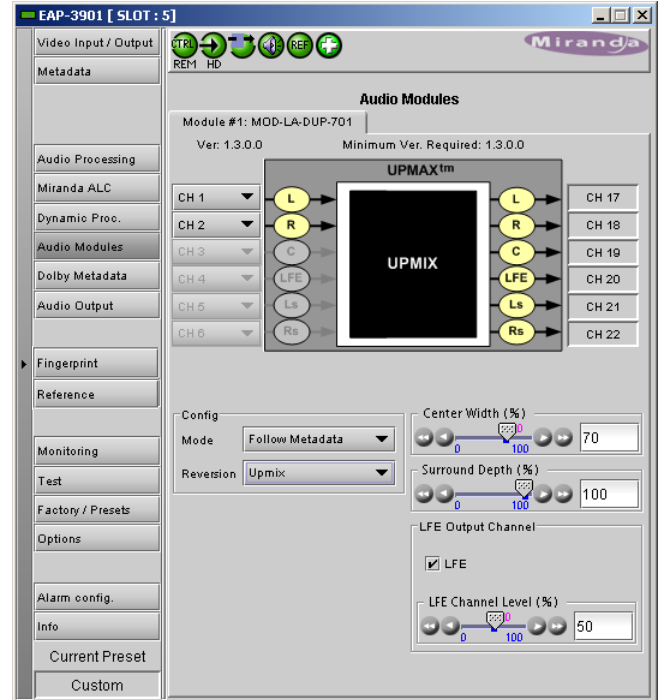 EAP-3901 [ SLOT : 5]
Video Input / Output
Metadata
Audio Processing
Miranda ALC
Dynamic Proc.
Audio Modules
Dolby Metadata
Audio Output
Fingerprint
Reference
Monitoring
Test
Factory / Presets
Options
Alarm config.
Info
Current Preset
Custom
CTRL REF
REM HD
Miranda
Audio Modules
Module #1: MOD-LA-DUP-701
Ver: 1.3.0.0 Minimum Ver. Required: 1.3.0.0
UPMAXtm
CH 1 L L CH 17
CH 2 R R CH 18
CH 3 C C CH 19
CH 4 LFE LFE CH 20
CH 5 Ls Ls CH 21
CH 6 Rs Rs CH 22
UPMIX
Config
Mode Follow Metadata
Reversion Upmix
Center Width (%)
0 100 70
Surround Depth (%)
0 100 100
LFE Output Channel
LFE
LFE Channel Level (%)
0 100 50